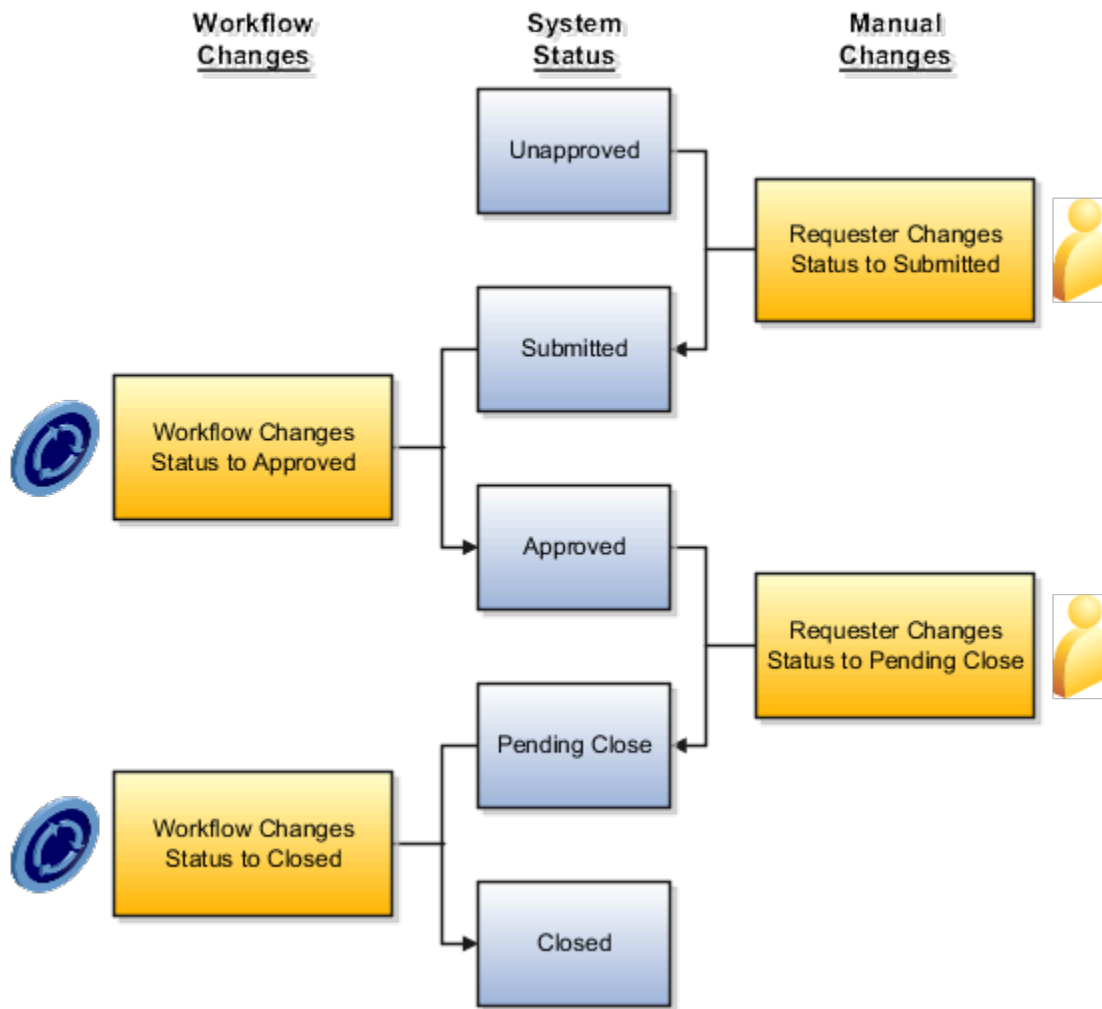 Workflow
Changes
System
Status
Manual
Changes
Unapproved
Requester Changes
Status to Submitted
Submitted
Workflow Changes
Status to Approved
Approved
Requester Changes
Status to Pending Close
Pending Close
Workflow Changes
Status to Closed
Closed